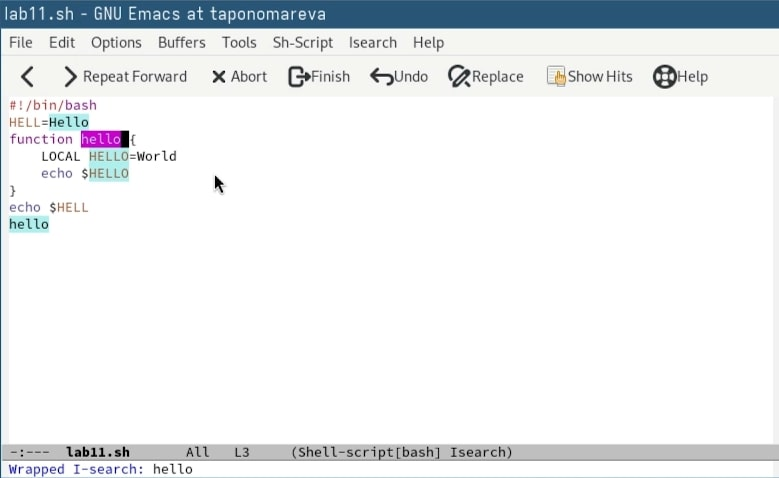 lab11.sh - GNU Emacs at taponomareva
File Edit Options Buffers Tools Sh-Script Isearch Help
Repeat Forward Abort Finish Undo Replace Show Hits Help
#!/bin/bash
HELL=Hello
function hello {
    LOCAL HELLO=World
    echo $HELLO
}
echo $HELL
hello
-:---  lab11.sh       All   L3     (Shell-script[bash] Isearch)
Wrapped I-search: hello